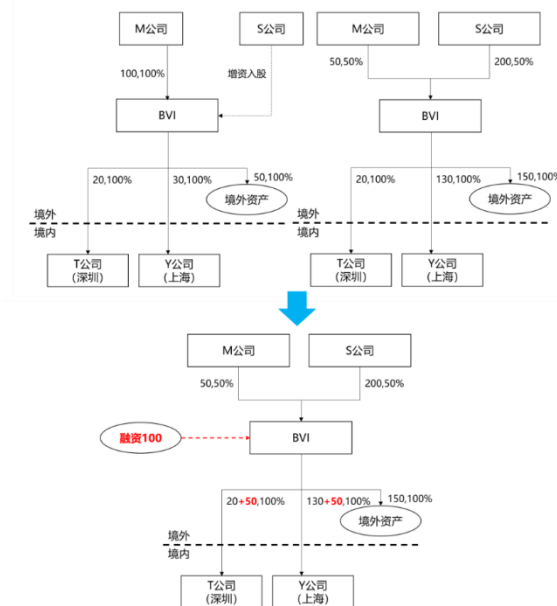 M公司
S公司
100,100%
增资入股
BVI
20,100%
30,100%
50,100%
境外资产
境外
境内
T公司
(深圳)
Y公司
(上海)
M公司
S公司
50,50%
200,50%
BVI
20,100%
130,100%
150,100%
境外资产
境外
境内
T公司
(深圳)
Y公司
(上海)
M公司
S公司
50,50%
200,50%
融资100
BVI
20+50,100%
130+50,100%
150,100%
境外资产
境外
境内
T公司
(深圳)
Y公司
(上海)